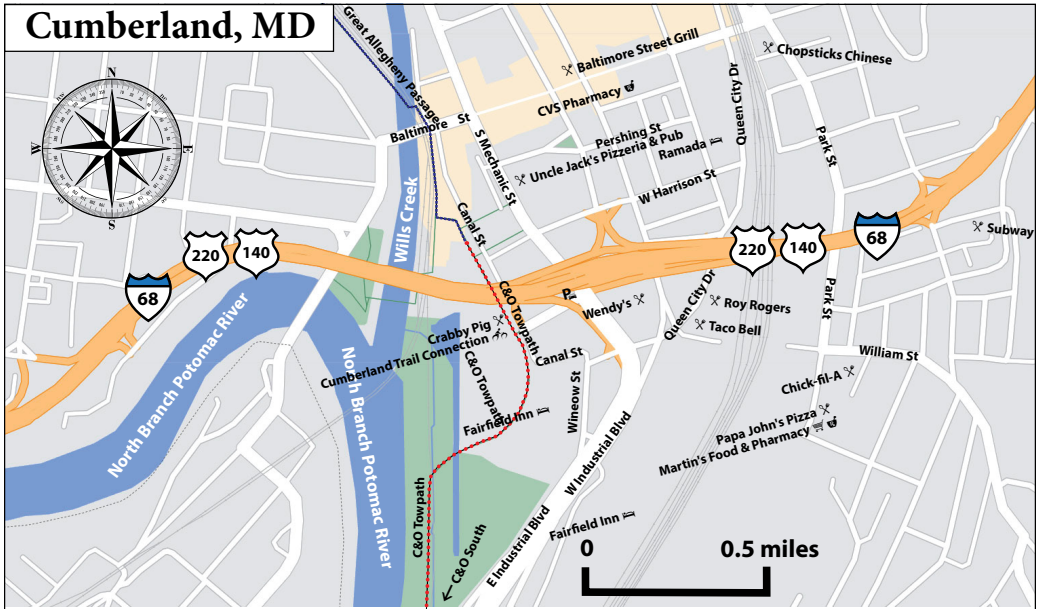 Cumberland, MD
Great Allegheny Passage
Baltimore Street Grill
Chopsticks Chinese
CVS Pharmacy
Queen City Dr
Baltimore St
S Mechanic St
Pershing St
Park St
Uncle Jack's Pizzeria & Pub
Ramada
N
W
E
S
W Harrison St
Wills Creek
Canal St
Subway
220
140
68
220
140
68
P
C&O Towpath
Wendy's
Queen City Dr
Roy Rogers
Park St
Taco Bell
Crabby Pig
Cumberland Trail Connection
Canal St
William St
North Branch Potomac River
North Branch Potomac River
C&O Towpath
Wineow St
Chick-fil-A
Fairfield Inn
Papa John's Pizza
Martin's Food & Pharmacy
W Industrial Blvd
C&O Towpath
C&O South
E Industrial Blvd
Fairfield Inn
0
0.5 miles